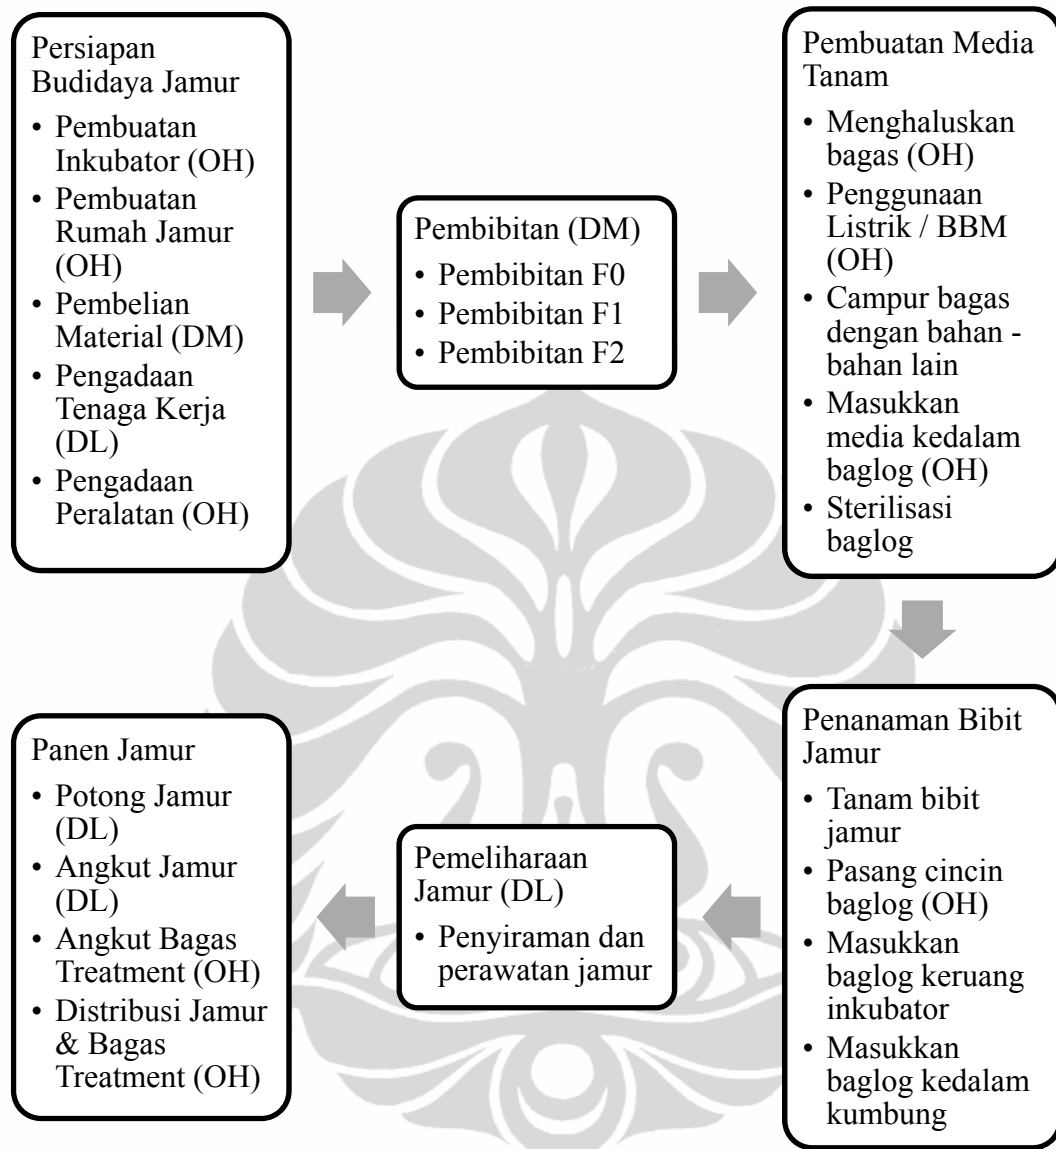 Persiapan
Budidaya Jamur
• Pembuatan
Inkubator (OH)
• Pembuatan
Rumah Jamur
(OH)
• Pembelian
Material (DM)
• Pengadaan
Tenaga Kerja
(DL)
• Pengadaan
Peralatan (OH)
Pembibitan (DM)
• Pembibitan F0
• Pembibitan F1
• Pembibitan F2
Pembuatan Media
Tanam
• Menghaluskan
bagas (OH)
• Penggunaan
Listrik / BBM
(OH)
• Campur bagas
dengan bahan -
bahan lain
• Masukkan
media kedalam
baglog (OH)
• Sterilisasi
baglog
Penanaman Bibit
Jamur
• Tanam bibit
jamur
• Pasang cincin
baglog (OH)
• Masukkan
baglog keruang
inkubator
• Masukkan
baglog kedalam
kumbung
Pemeliharaan
Jamur (DL)
• Penyiraman dan
perawatan jamur
Panen Jamur
• Potong Jamur
(DL)
• Angkut Jamur
(DL)
• Angkut Bagas
Treatment (OH)
• Distribusi Jamur
& Bagas
Treatment (OH)